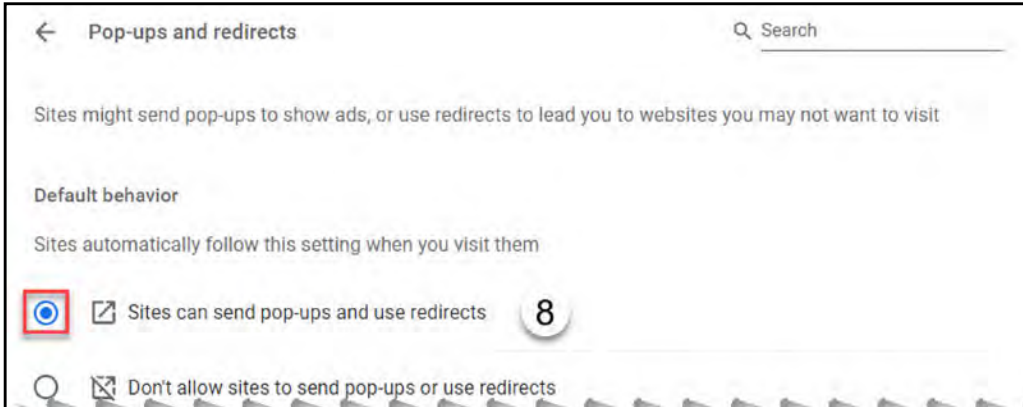 Pop-ups and redirects
Search
Sites might send pop-ups to show ads, or use redirects to lead you to websites you may not want to visit
Default behavior
Sites automatically follow this setting when you visit them
Sites can send pop-ups and use redirects 8
Don't allow sites to send pop-ups or use redirects